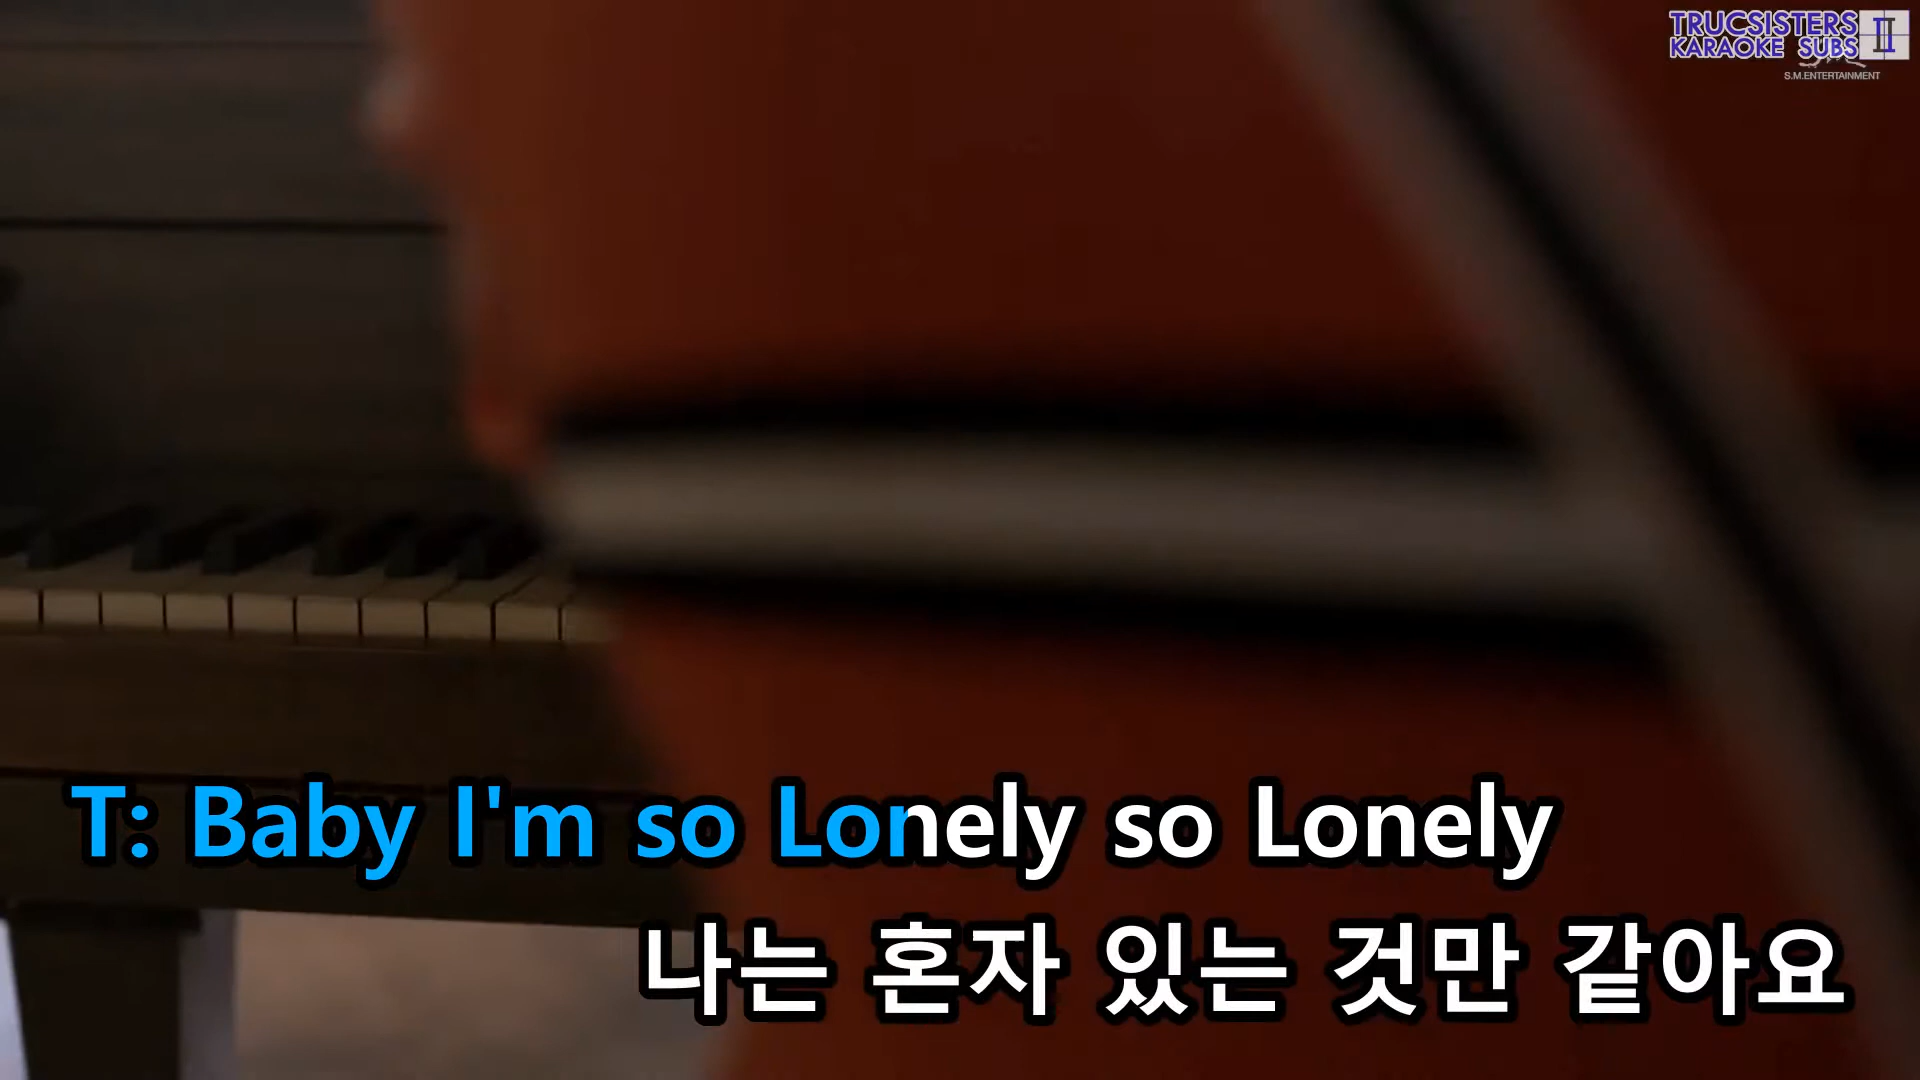 TRUCSISTERS
KARAOKE SUBS
S.M.ENTERTAINMENT
T: Baby I'm so Lonely so Lonely
나는 혼자 있는 것만 같아요